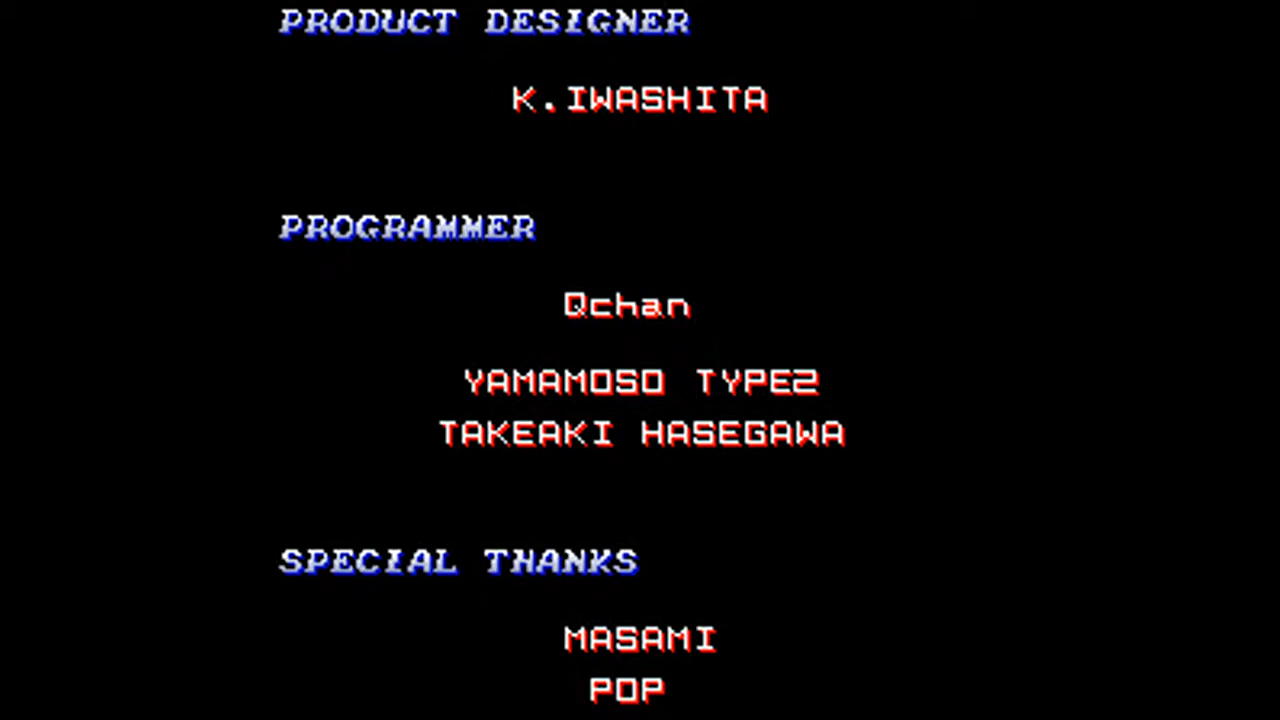 PRODUCT DESIGNER
K.IWASHITA
PROGRAMMER
Qchan
YAMAMOSO TYPE2
TAKEAKI HASEGAWA
SPECIAL THANKS
MASAMI
POP